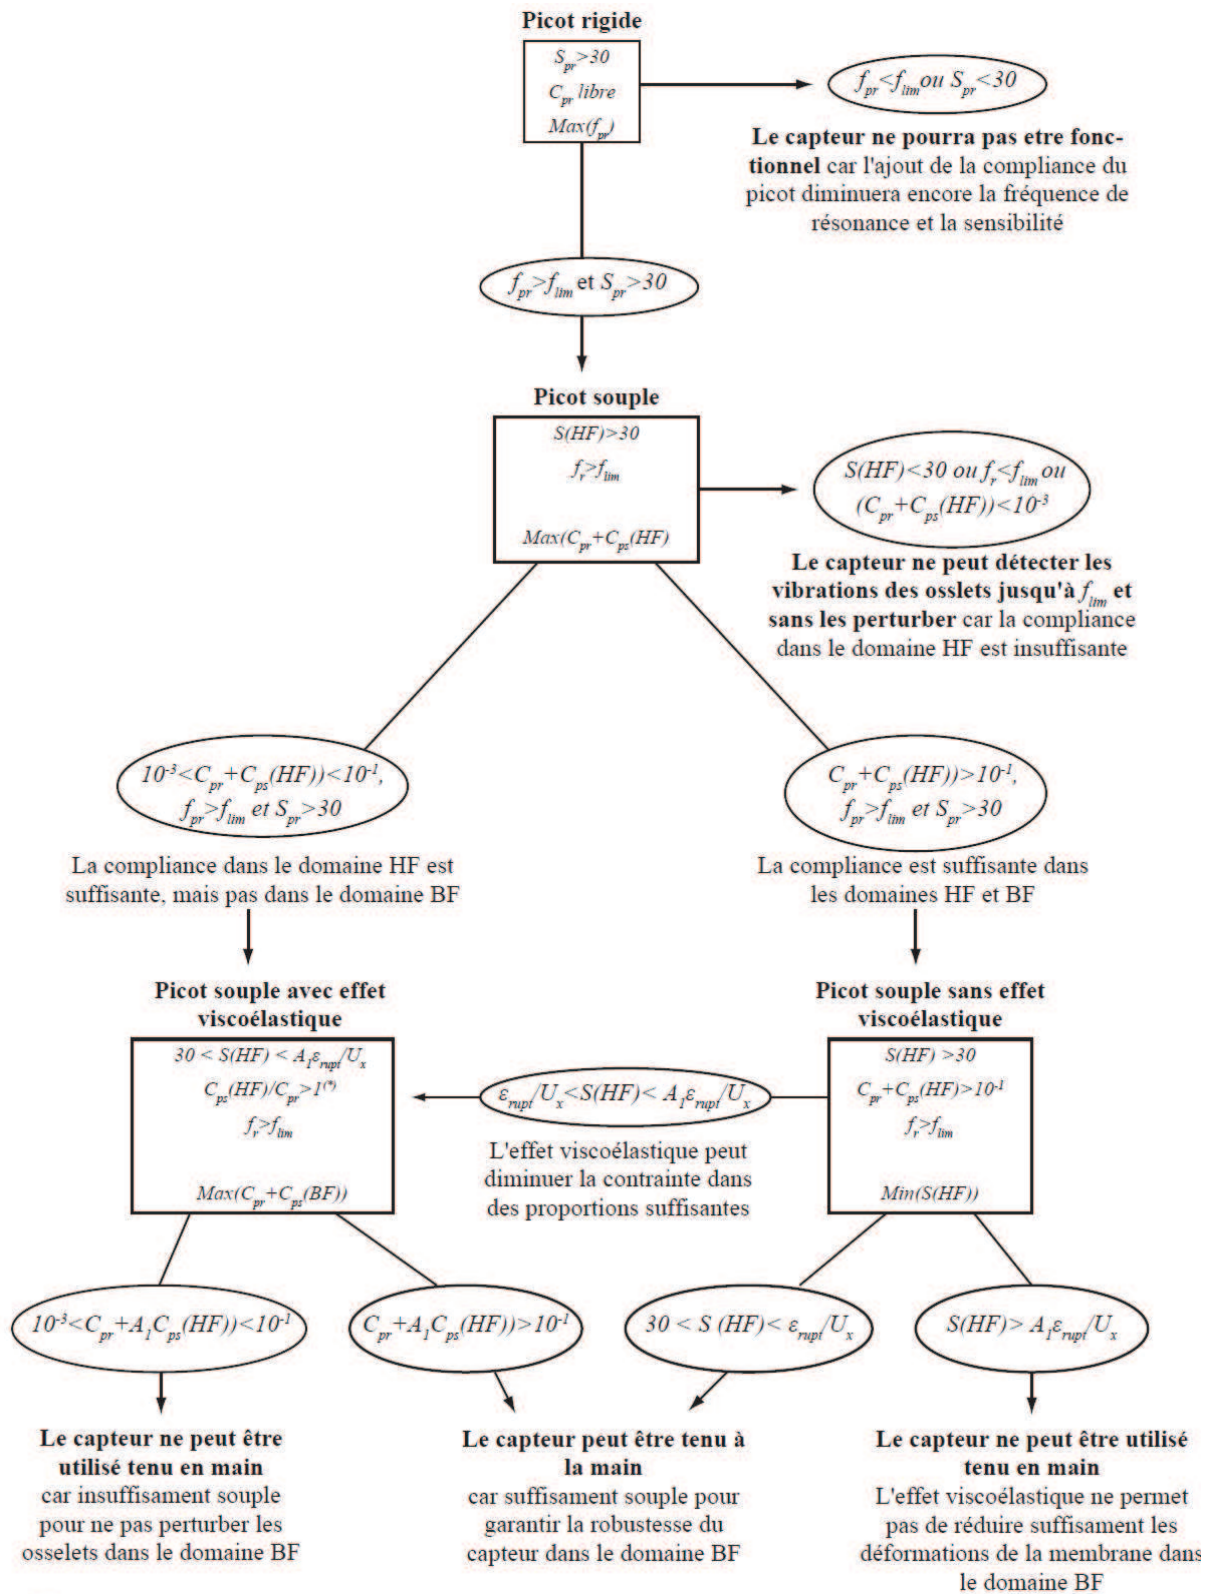 Picot rigide
S_pr>30
C_pr libre
Max(f_pr)
f_pr<f_lim ou S_pr<30
Le capteur ne pourra pas etre fonc-
tionnel car l'ajout de la compliance du
picot diminuera encore la fréquence de
résonance et la sensibilité
f_pr>f_lim et S_pr>30
Picot souple
S(HF)>30
f_r>f_lim
Max(C_pr+C_ps(HF)
S(HF)<30 ou f_r<f_lim ou
(C_pr+C_ps(HF))<10^-3
Le capteur ne peut détecter les
vibrations des osslets jusqu'à f_lim et
sans les perturber car la compliance
dans le domaine HF est insuffisante
10^-3<C_pr+C_ps(HF))<10^-1,
f_pr>f_lim et S_pr>30
La compliance dans le domaine HF est
suffisante, mais pas dans le domaine BF
C_pr+C_ps(HF))>10^-1,
f_pr>f_lim et S_pr>30
La compliance est suffisante dans
les domaines HF et BF
Picot souple avec effet
viscoélastique
30 < S(HF) < A_1ε_rupt/U_x
C_ps(HF)/C_pr>1^(*)
f_r>f_lim
Max(C_pr+C_ps(BF))
ε_rupt/U_x<S(HF)< A_1ε_rupt/U_x
L'effet viscoélastique peut
diminuer la contrainte dans
des proportions suffisantes
Picot souple sans effet
viscoélastique
S(HF) >30
C_pr+C_ps(HF)>10^-1
f_r>f_lim
Min(S(HF))
10^-3<C_pr+A_1C_ps(HF))<10^-1
C_pr+A_1C_ps(HF))>10^-1
30 < S (HF)< ε_rupt/U_x
S(HF)> A_1ε_rupt/U_x
Le capteur ne peut être
utilisé tenu en main
car insuffisament souple
pour ne pas perturber les
osselets dans le domaine BF
Le capteur peut être tenu à
la main
car suffisament souple pour
garantir la robustesse du
capteur dans le domaine BF
Le capteur ne peut être utilisé
tenu en main
L'effet viscoélastique ne permet
pas de réduire suffisament les
déformations de la membrane dans
le domaine BF